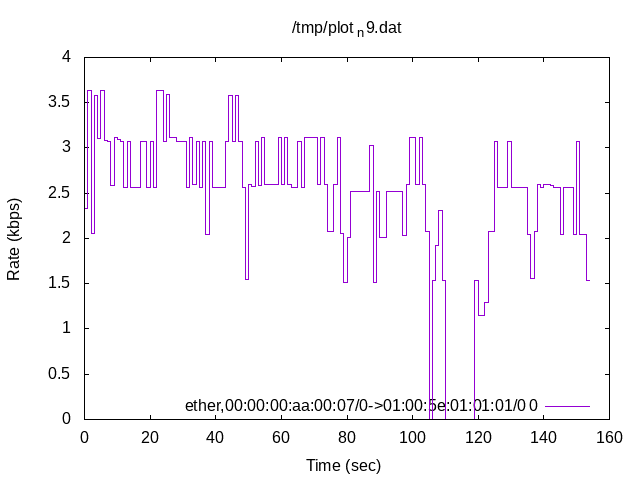 /tmp/plot n9.dat
4
3.5
3
2.5
2
1.5
1
0.5
0
Rate (kbps)
ether,00:00:00:aa:00:07/0->01:00:5e:01:01:01/0 0
0 20 40 60 80 100 120 140 160
Time (sec)